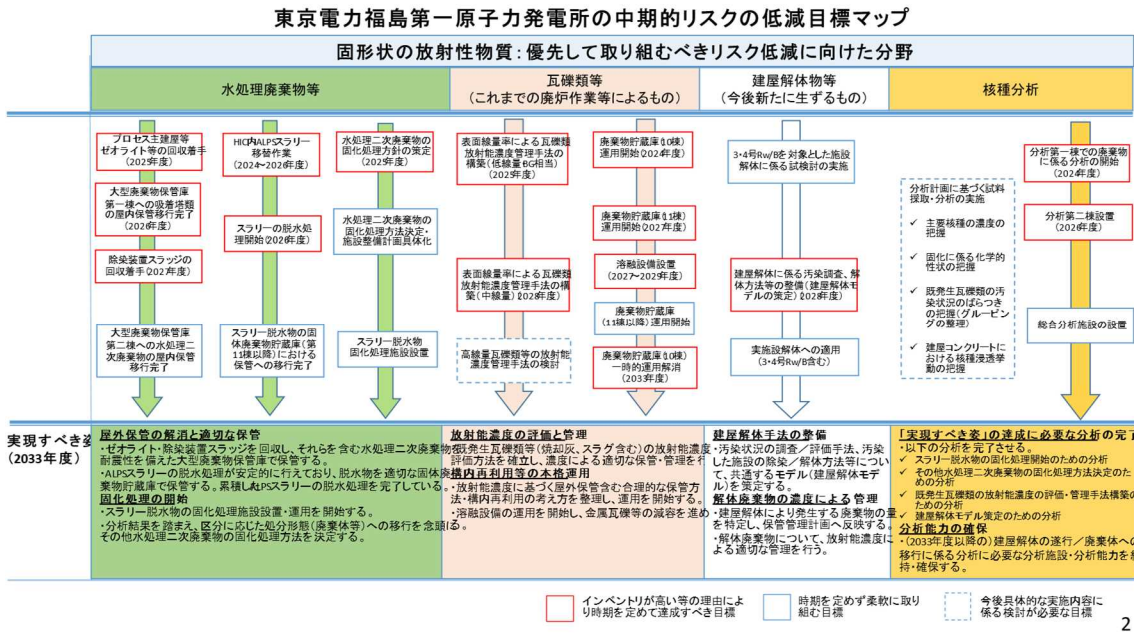 東京電力福島第一原子力発電所の中期的リスクの低減目標マップ
固形状の放射性物質：優先して取り組むべきリスク低減に向けた分野
水処理廃棄物等
瓦礫類等
（これまでの廃炉作業等によるもの）
建屋解体物等
（今後新たに生ずるもの）
核種分析
プロセス主建屋等
ゼオライト等の回収着手
（2025年度）
大型廃棄物保管庫
第一棟への吸着塔類
の屋内保管移行完了
（2026年度）
除染装置スラッジの
回収着手（2027年度）
大型廃棄物保管庫
第二棟への水処理二
次廃棄物の屋内保管
移行完了
HIC内ALPSスラリー
移替作業
（2024～2026年度）
スラリーの脱水処
理開始（2026年度）
スラリー脱水物の固
体廃棄物貯蔵庫（第
11棟以降）における
保管への移行完了
水処理二次廃棄物の
固化処理方針の策定
（2025年度）
水処理二次廃棄物の
固化処理方法決定・
施設整備計画具体化
スラリー脱水物
固化処理施設設置
表面線量率による瓦礫類
放射能濃度管理手法の
構築（低線量BG相当）
（2025年度）
表面線量率による瓦礫類
放射能濃度管理手法の構
築（中線量）（2028年度）
高線量瓦礫類等の放射能
濃度管理手法の検討
廃棄物貯蔵庫（10棟）
運用開始（2024年度）
廃棄物貯蔵庫（11棟）
運用開始（2027年度）
溶融設備設置
（2027～2029年度）
廃棄物貯蔵庫
（11棟以降）運用開始
廃棄物貯蔵庫（10棟）
一時的運用解消
（2033年度）
3・4号Rw/Bを対象とした施設
解体に係る試検討の実施
建屋解体に係る汚染調査、解
体方法等の整備（建屋解体モ
デルの策定）（2028年度）
実施設解体への適用
（3・4号Rw/B含む）
分析計画に基づく試料
採取・分析の実施
✓ 主要核種の濃度の
把握
✓ 固化に係る化学的
性状の把握
✓ 既発生瓦礫類の汚
染状況のばらつき
の把握（グルーピン
グの整理）
✓ 建屋コンクリートに
おける核種浸透挙
動の把握
分析第一棟での廃棄物
に係る分析の開始
（2024年度）
分析第二棟設置
（2026年度）
総合分析施設の設置
実現すべき姿
（2033年度）
屋外保管の解消と適切な保管
・ゼオライト・除染装置スラッジを回収し、それらを含む水処理二次廃棄物を
耐震性を備えた大型廃棄物保管庫で保管する。
・ALPSスラリーの脱水処理が安定的に行えており、脱水物を適切な固体廃
棄物貯蔵庫で保管する。累積したALPSスラリーの脱水処理を完了している。
固化処理の開始
・スラリー脱水物の固化処理施設設置・運用を開始する。
・分析結果を踏まえ、区分に応じた処分形態（廃棄体等）への移行を念頭に
その他水処理二次廃棄物の固化処理方法を決定する。
放射能濃度の評価と管理
・既発生瓦礫類等（焼却灰、スラグ含む）の放射能濃度
評価方法を確立し、濃度による適切な保管・管理を行
構内再利用等の本格運用
・放射能濃度に基づく屋外保管含む合理的な保管方
法・構内再利用の考え方を整理し、運用を開始する。
・溶融設備の運用を開始し、金属瓦礫等の減容を進め
る。
建屋解体手法の整備
・汚染状況の調査／評価手法、汚染
した施設の除染／解体方法等につい
て、共通するモデル（建屋解体モ
デル）を策定する。
解体廃棄物の濃度による管理
・建屋解体により発生する廃棄物の量
を特定し、保管管理計画へ反映する。
・解体廃棄物について、放射能濃度に
よる適切な管理を行う。
「実現すべき姿」の達成に必要な分析の完了
・以下の分析を完了させる。
✓ スラリー脱水物の固化処理開始のための分析
✓ その他水処理二次廃棄物の固化処理方法決定のた
めの分析
✓ 既発生瓦礫類の放射能濃度の評価・管理手法構築の
ための分析
✓ 建屋解体モデル策定のための分析
分析能力の確保
・（2033年度以降の）建屋解体の遂行／廃棄体への
移行に係る分析に必要な分析施設・分析能力を維
持・確保する。
インベントリが高い等の理由によ
り時期を定めて達成すべき目標
時期を定めず柔軟に取り
組む目標
今後具体的な実施内容に
係る検討が必要な目標
2